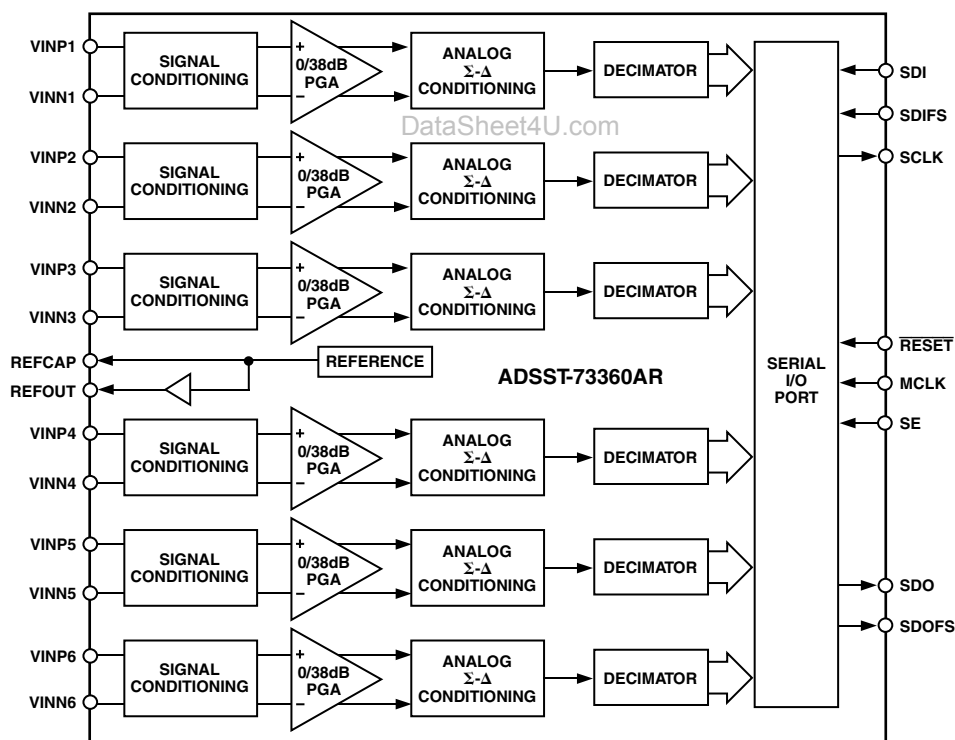 VINP1
VINN1
SIGNAL
CONDITIONING
+
0/38dB
PGA
−
ANALOG
Σ-Δ
CONDITIONING
DECIMATOR
SDI
SDIFS
SCLK
DataSheet4U.com
VINP2
VINN2
SIGNAL
CONDITIONING
+
0/38dB
PGA
−
ANALOG
Σ-Δ
CONDITIONING
DECIMATOR
VINP3
VINN3
SIGNAL
CONDITIONING
+
0/38dB
PGA
−
ANALOG
Σ-Δ
CONDITIONING
DECIMATOR
REFCAP
REFOUT
REFERENCE
ADSST-73360AR
SERIAL
I/O
PORT
RESET
MCLK
SE
VINP4
VINN4
SIGNAL
CONDITIONING
+
0/38dB
PGA
−
ANALOG
Σ-Δ
CONDITIONING
DECIMATOR
VINP5
VINN5
SIGNAL
CONDITIONING
+
0/38dB
PGA
−
ANALOG
Σ-Δ
CONDITIONING
DECIMATOR
SDO
SDOFS
VINP6
VINN6
SIGNAL
CONDITIONING
+
0/38dB
PGA
−
ANALOG
Σ-Δ
CONDITIONING
DECIMATOR